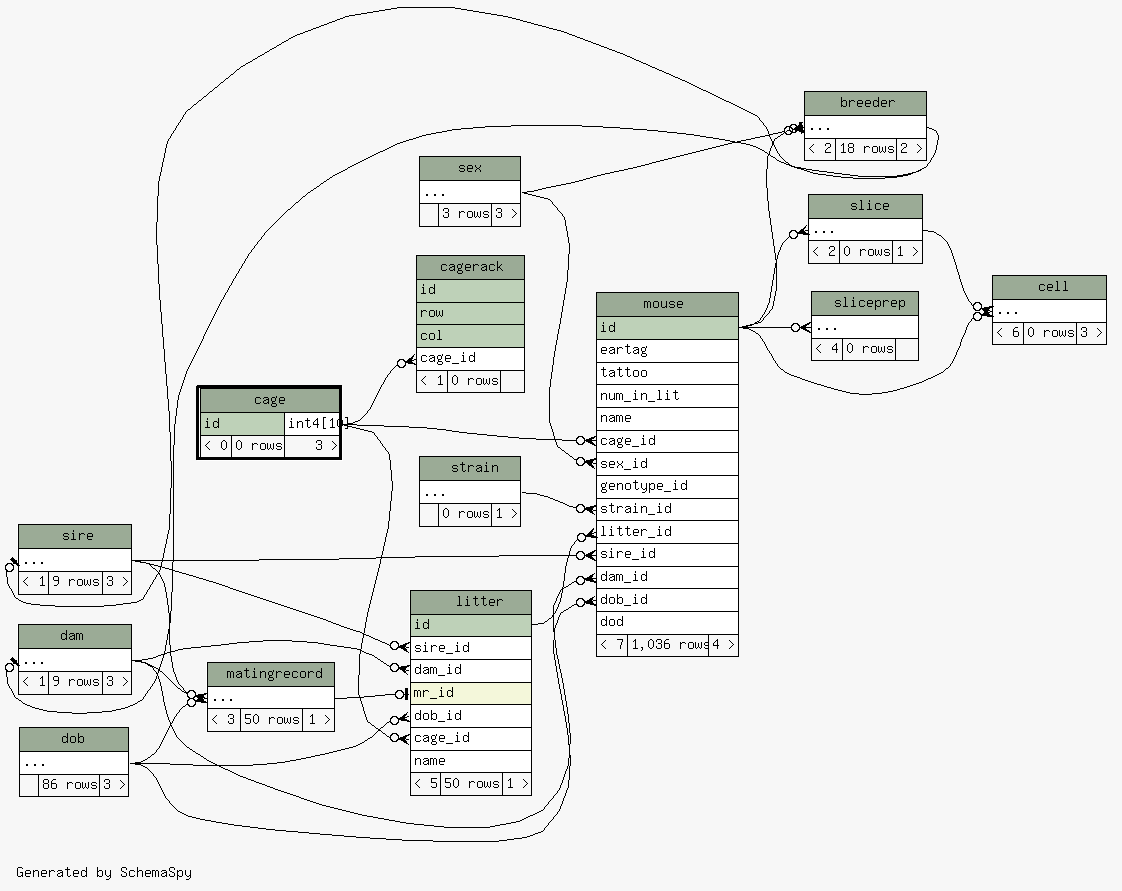 breeder
...
< 2 18 rows 2 >
sex
...
3 rows 3 >
slice
...
< 2 0 rows 1 >
cagerack
id
row
col
cage_id
< 1 0 rows
cell
...
< 6 0 rows 3 >
mouse
id
eartag
tattoo
num_in_lit
name
cage_id
sex_id
genotype_id
strain_id
litter_id
sire_id
dam_id
dob_id
dod
< 7 1,036 rows 4 >
sliceprep
...
< 4 0 rows
cage
id int4[10]
< 0 0 rows 3 >
strain
...
0 rows 1 >
sire
...
< 1 9 rows 3 >
litter
id
sire_id
dam_id
mr_id
dob_id
cage_id
name
< 5 50 rows 1 >
dam
...
< 1 9 rows 3 >
matingrecord
...
< 3 50 rows 1 >
dob
...
86 rows 3 >
Generated by SchemaSpy